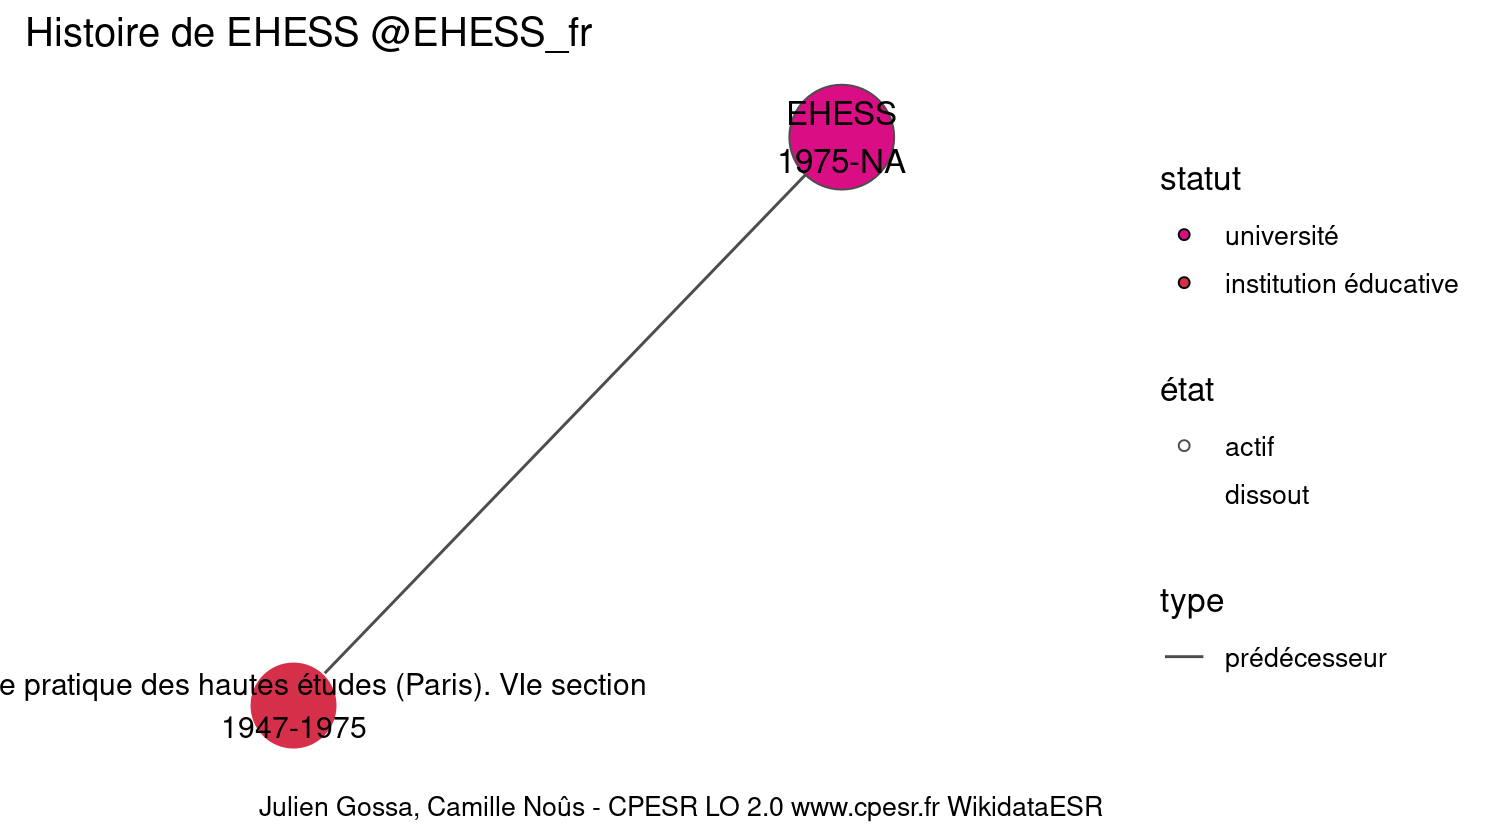 Histoire de EHESS @EHESS_fr
EHESS
1975-NA
statut
université
institution éducative
état
actif
dissout
type
prédécesseur
e pratique des hautes études (Paris). VIe section
1947-1975
Julien Gossa, Camille Noûs - CPESR LO 2.0 www.cpesr.fr WikidataESR